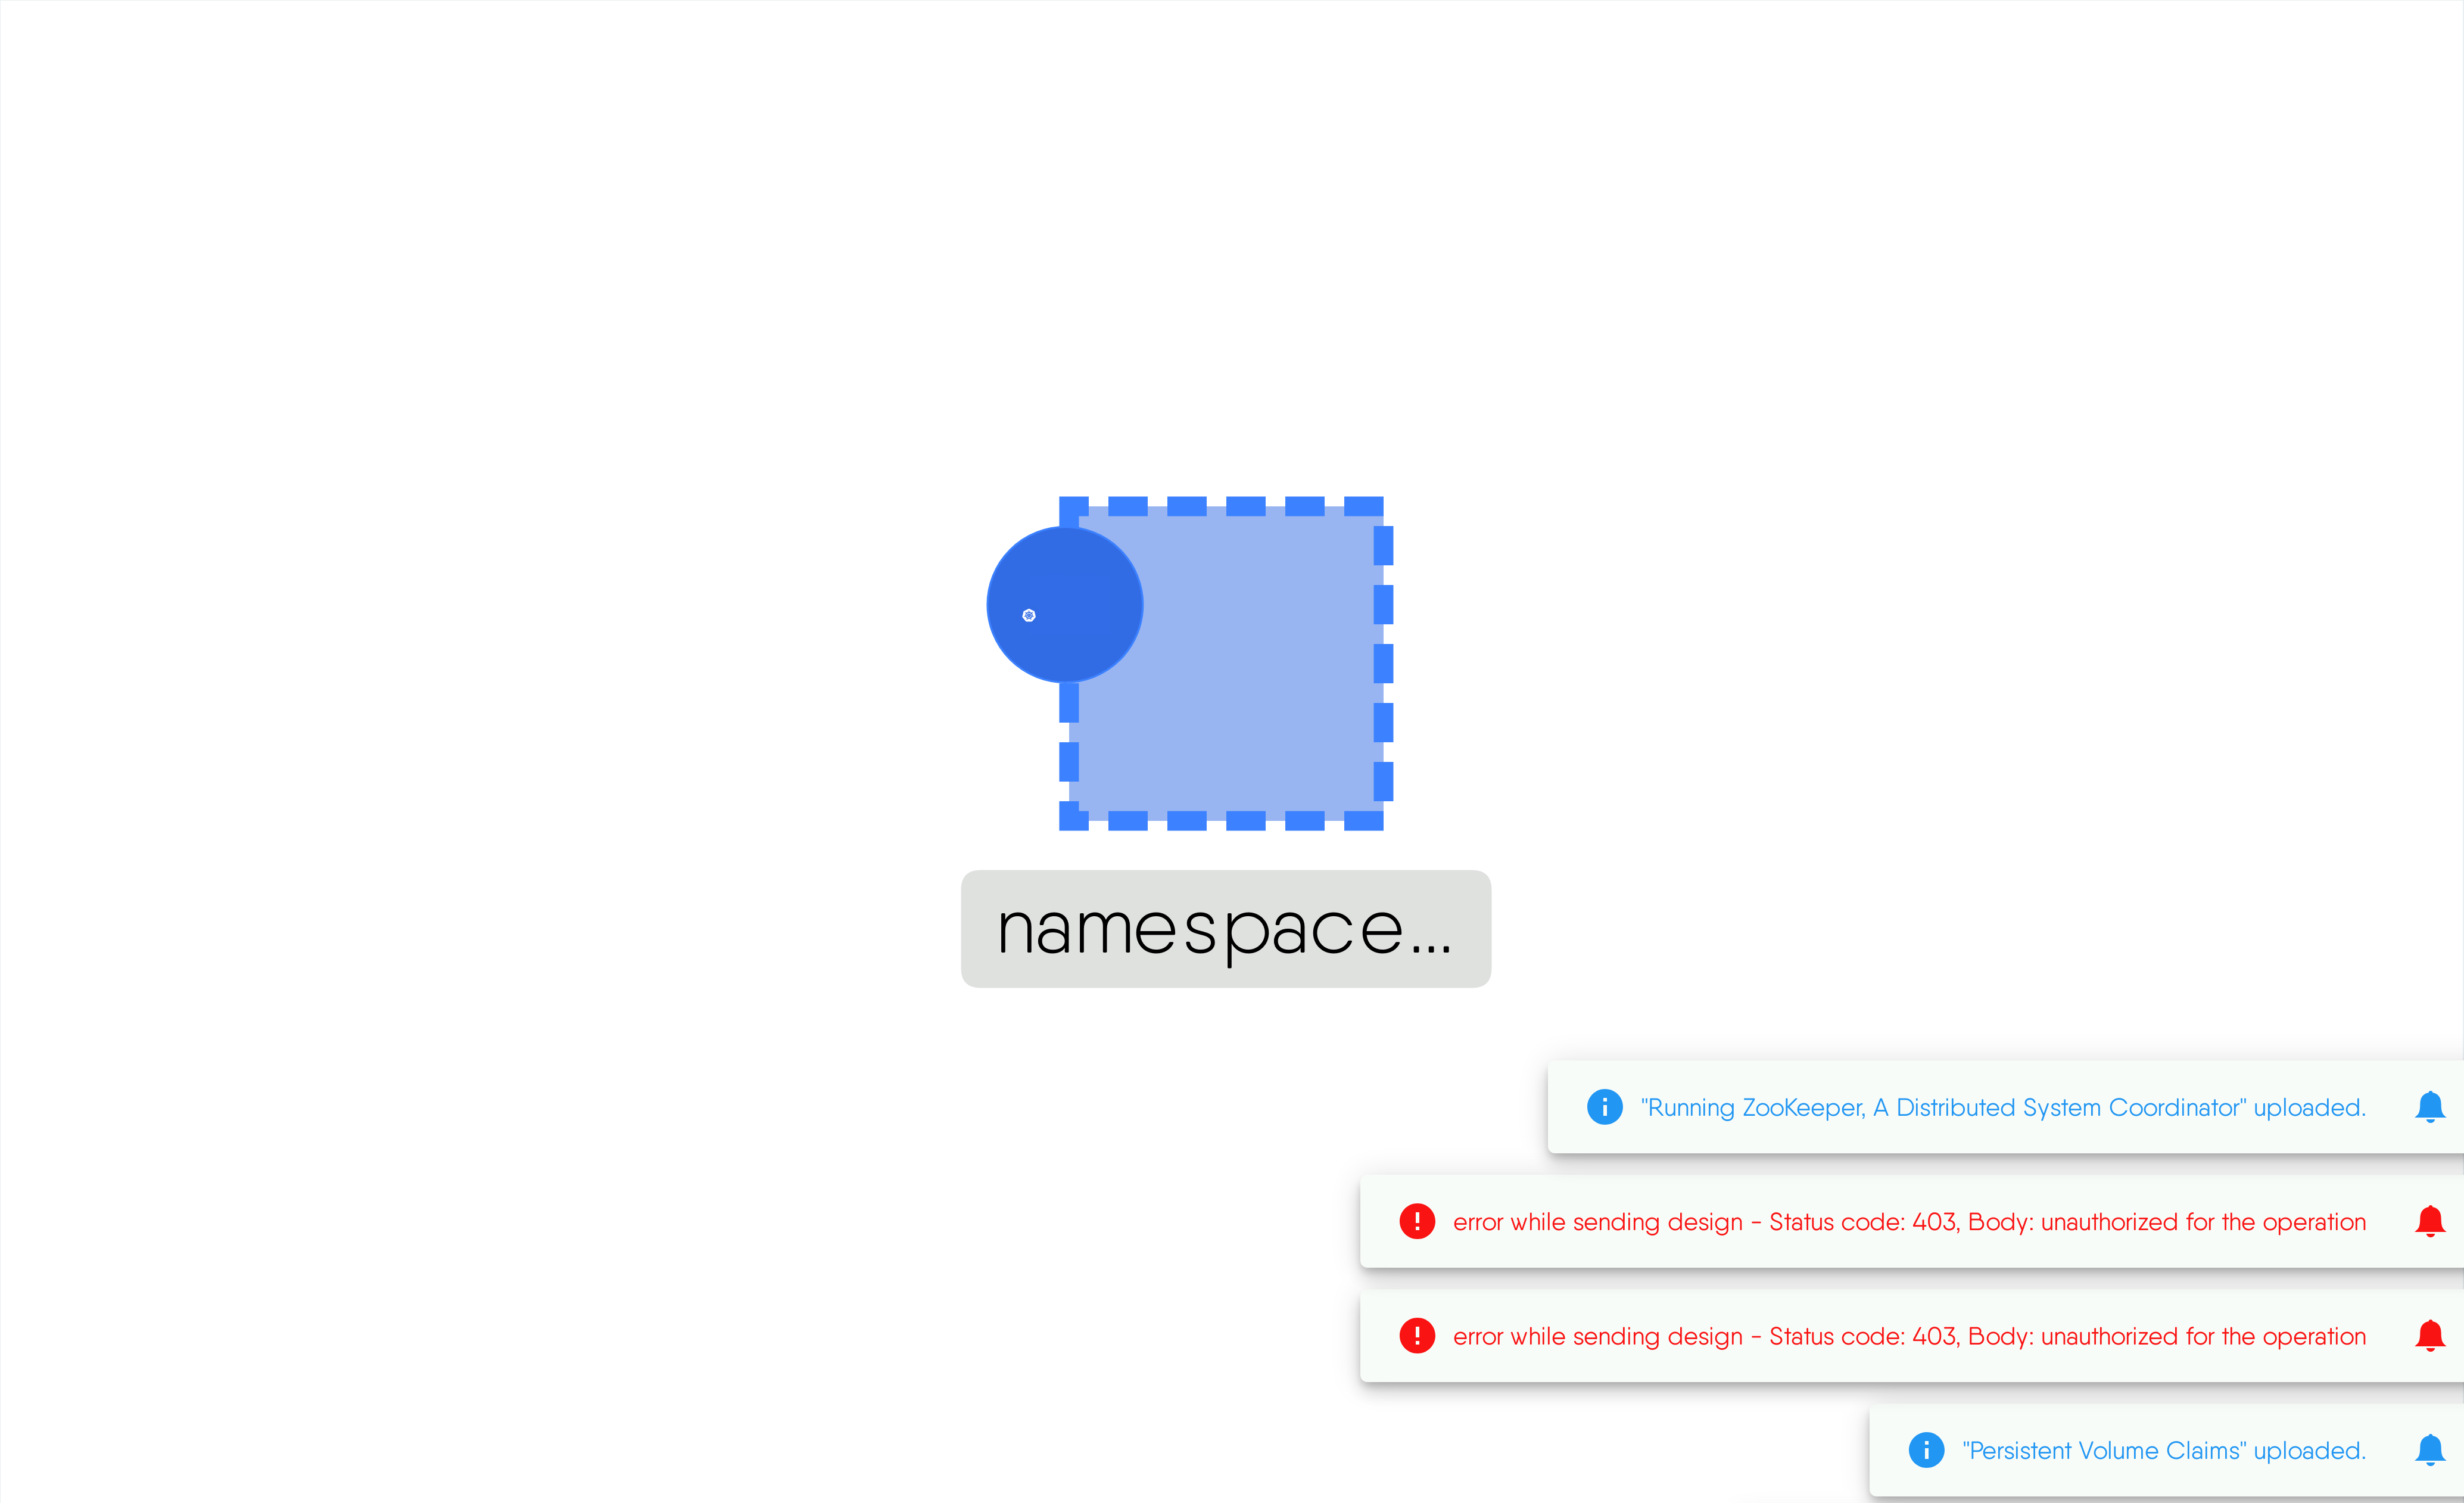 namespace...
"Running ZooKeeper, A Distributed System Coordinator" uploaded.
error while sending design - Status code: 403, Body: unauthorized for the operation
error while sending design - Status code: 403, Body: unauthorized for the operation
"Persistent Volume Claims" uploaded.